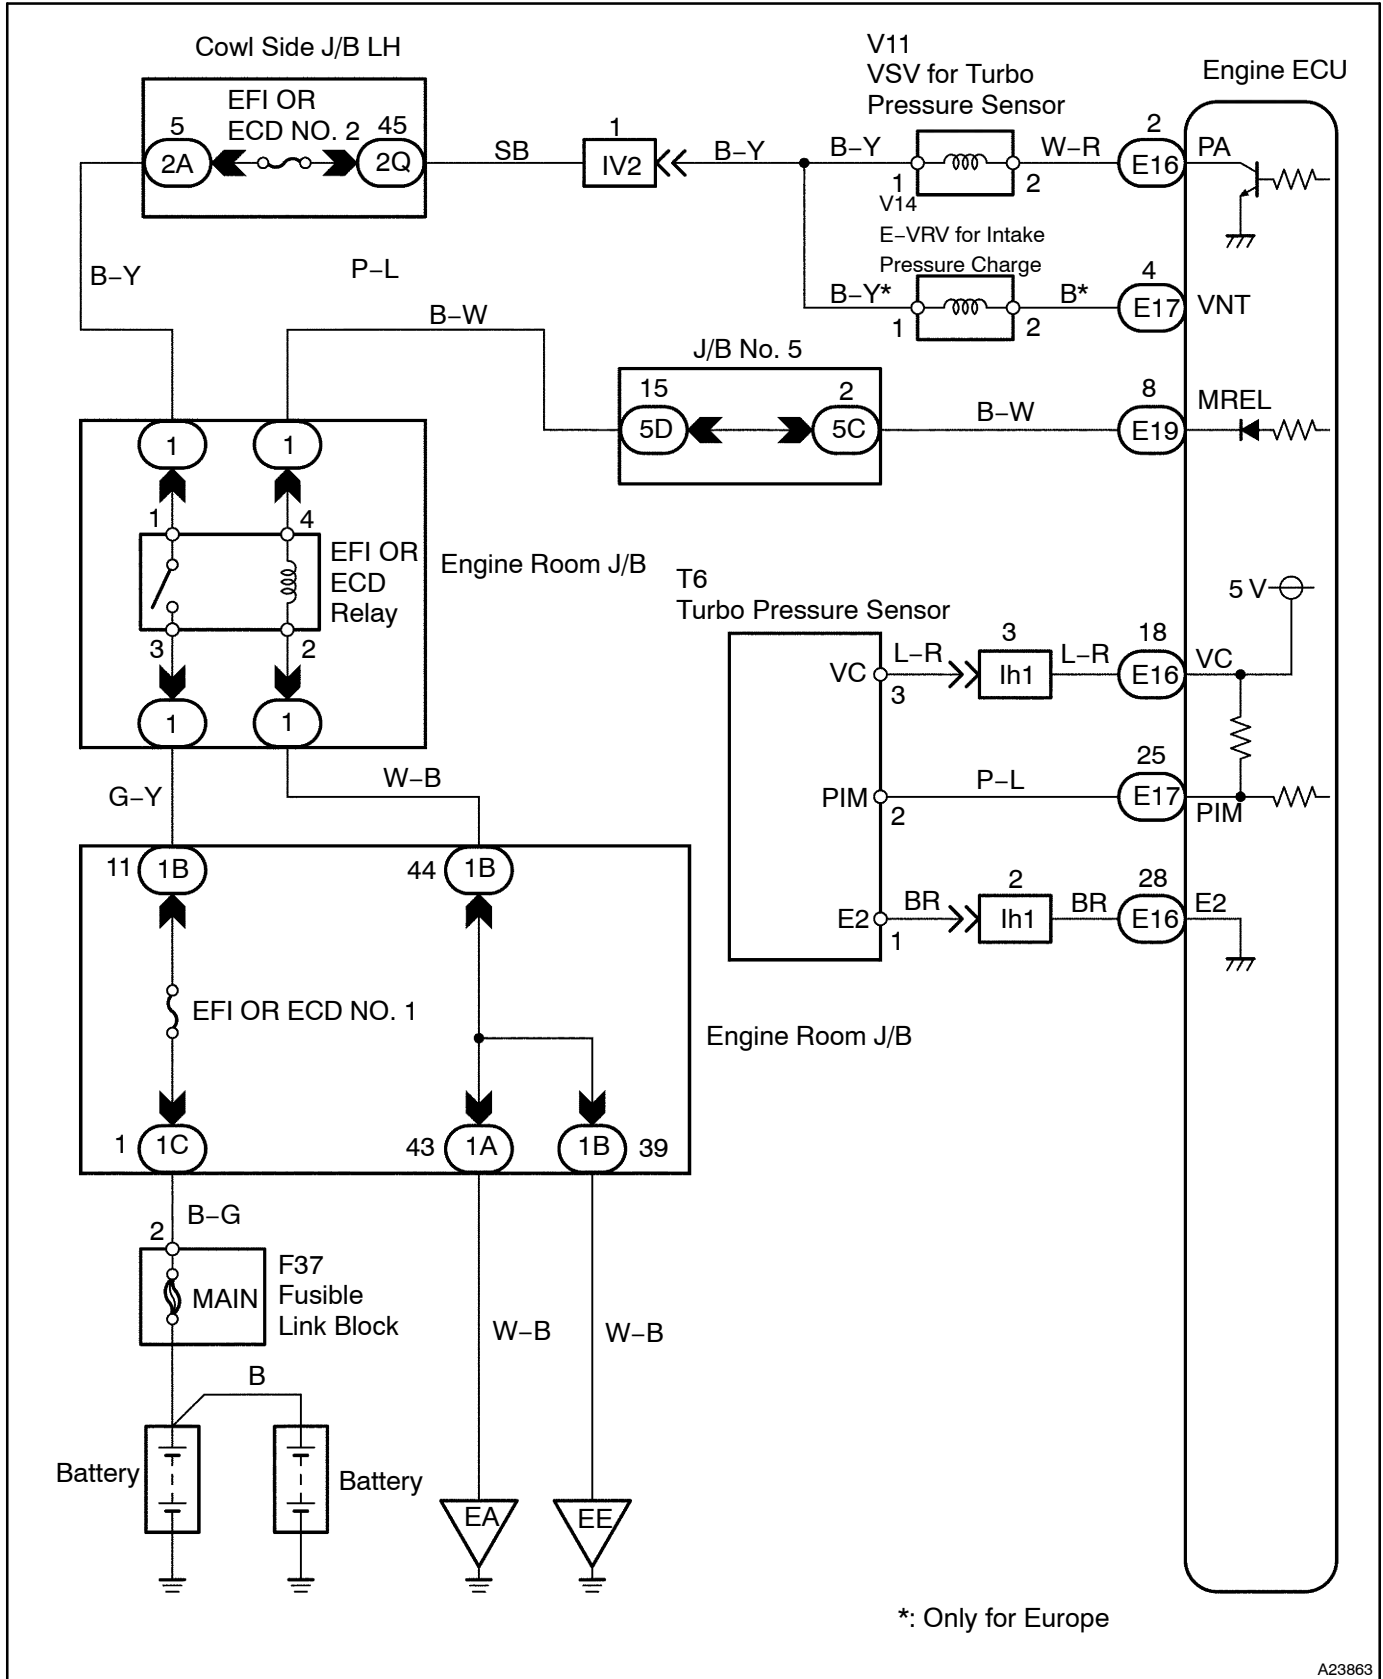 Cowl Side J/B LH
EFI OR
ECD NO. 2
5
45
2A
2Q
SB
1
IV2
B–Y
B–Y
V11
VSV for Turbo
Pressure Sensor
1
2
W–R
2
E16
PA
Engine ECU
V14
E–VRV for Intake
Pressure Charge
B–Y*
1
2
B*
4
E17
VNT
B–Y
P–L
B–W
J/B No. 5
15
2
5D
5C
B–W
8
E19
MREL
1
1
1
4
EFI OR
ECD
Relay
Engine Room J/B
3
2
1
1
T6
Turbo Pressure Sensor
5 V
VC
3
L–R
3
Ih1
L–R
18
E16
VC
PIM
2
P–L
25
E17
PIM
E2
1
BR
2
Ih1
BR
28
E16
E2
G–Y
W–B
11
1B
44
1B
EFI OR ECD NO. 1
Engine Room J/B
1
1C
43
1A
1B
39
B–G
2
MAIN
F37
Fusible
Link Block
W–B
W–B
B
Battery
Battery
EA
EE
*: Only for Europe
A23863